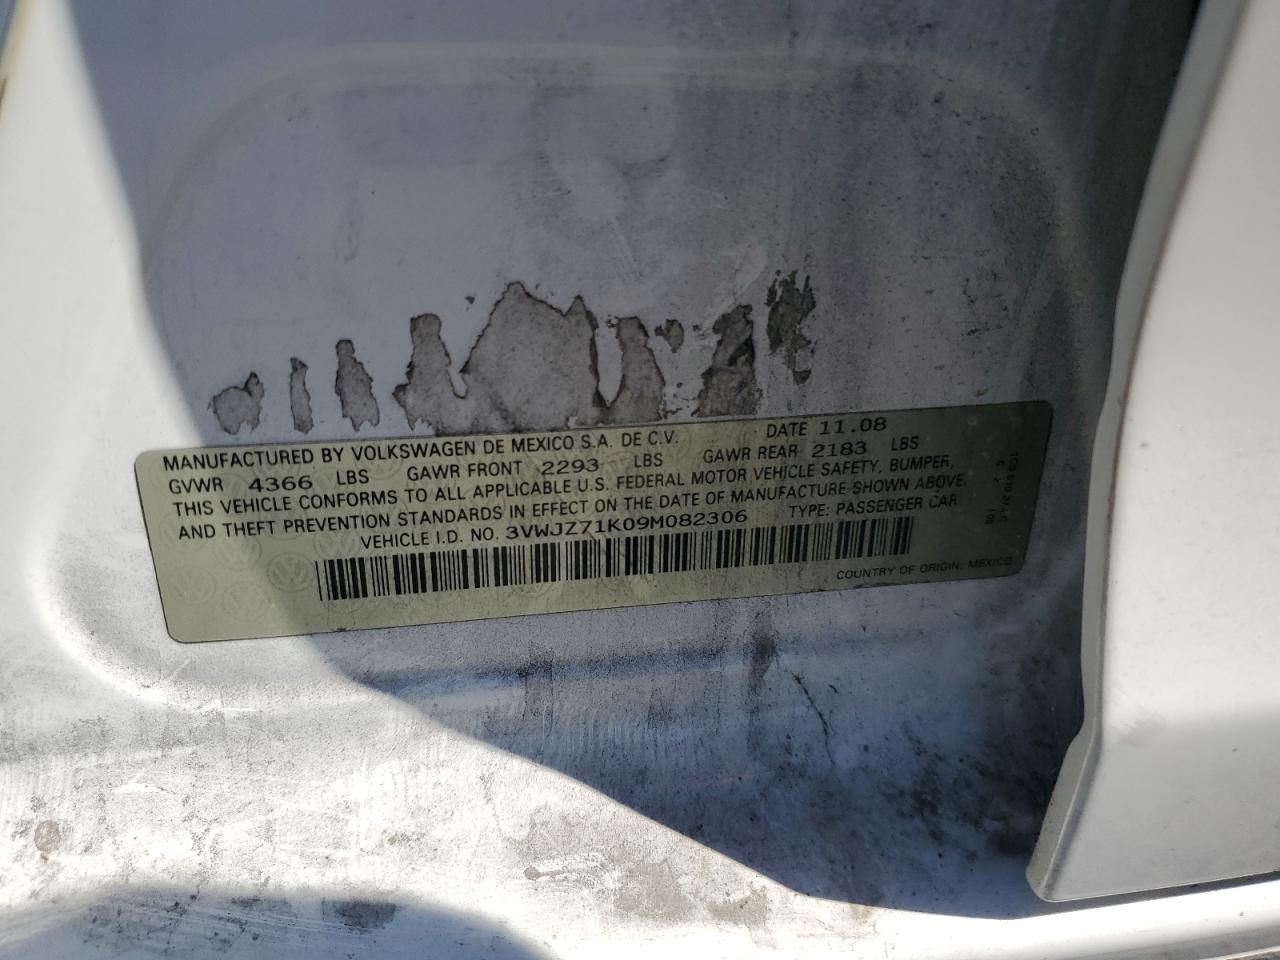 MANUFACTURED BY VOLKSWAGEN DE MEXICO S.A. DE C.V. DATE 11.08
GVWR 4366 LBS GAWR FRONT 2293 LBS GAWR REAR 2183 LBS
THIS VEHICLE CONFORMS TO ALL APPLICABLE U.S. FEDERAL MOTOR VEHICLE SAFETY, BUMPER,
AND THEFT PREVENTION STANDARDS IN EFFECT ON THE DATE OF MANUFACTURE SHOWN ABOVE.
VEHICLE I.D. NO. 3VWJZ71K09M082306 TYPE: PASSENGER CAR
COUNTRY OF ORIGIN: MEXICO